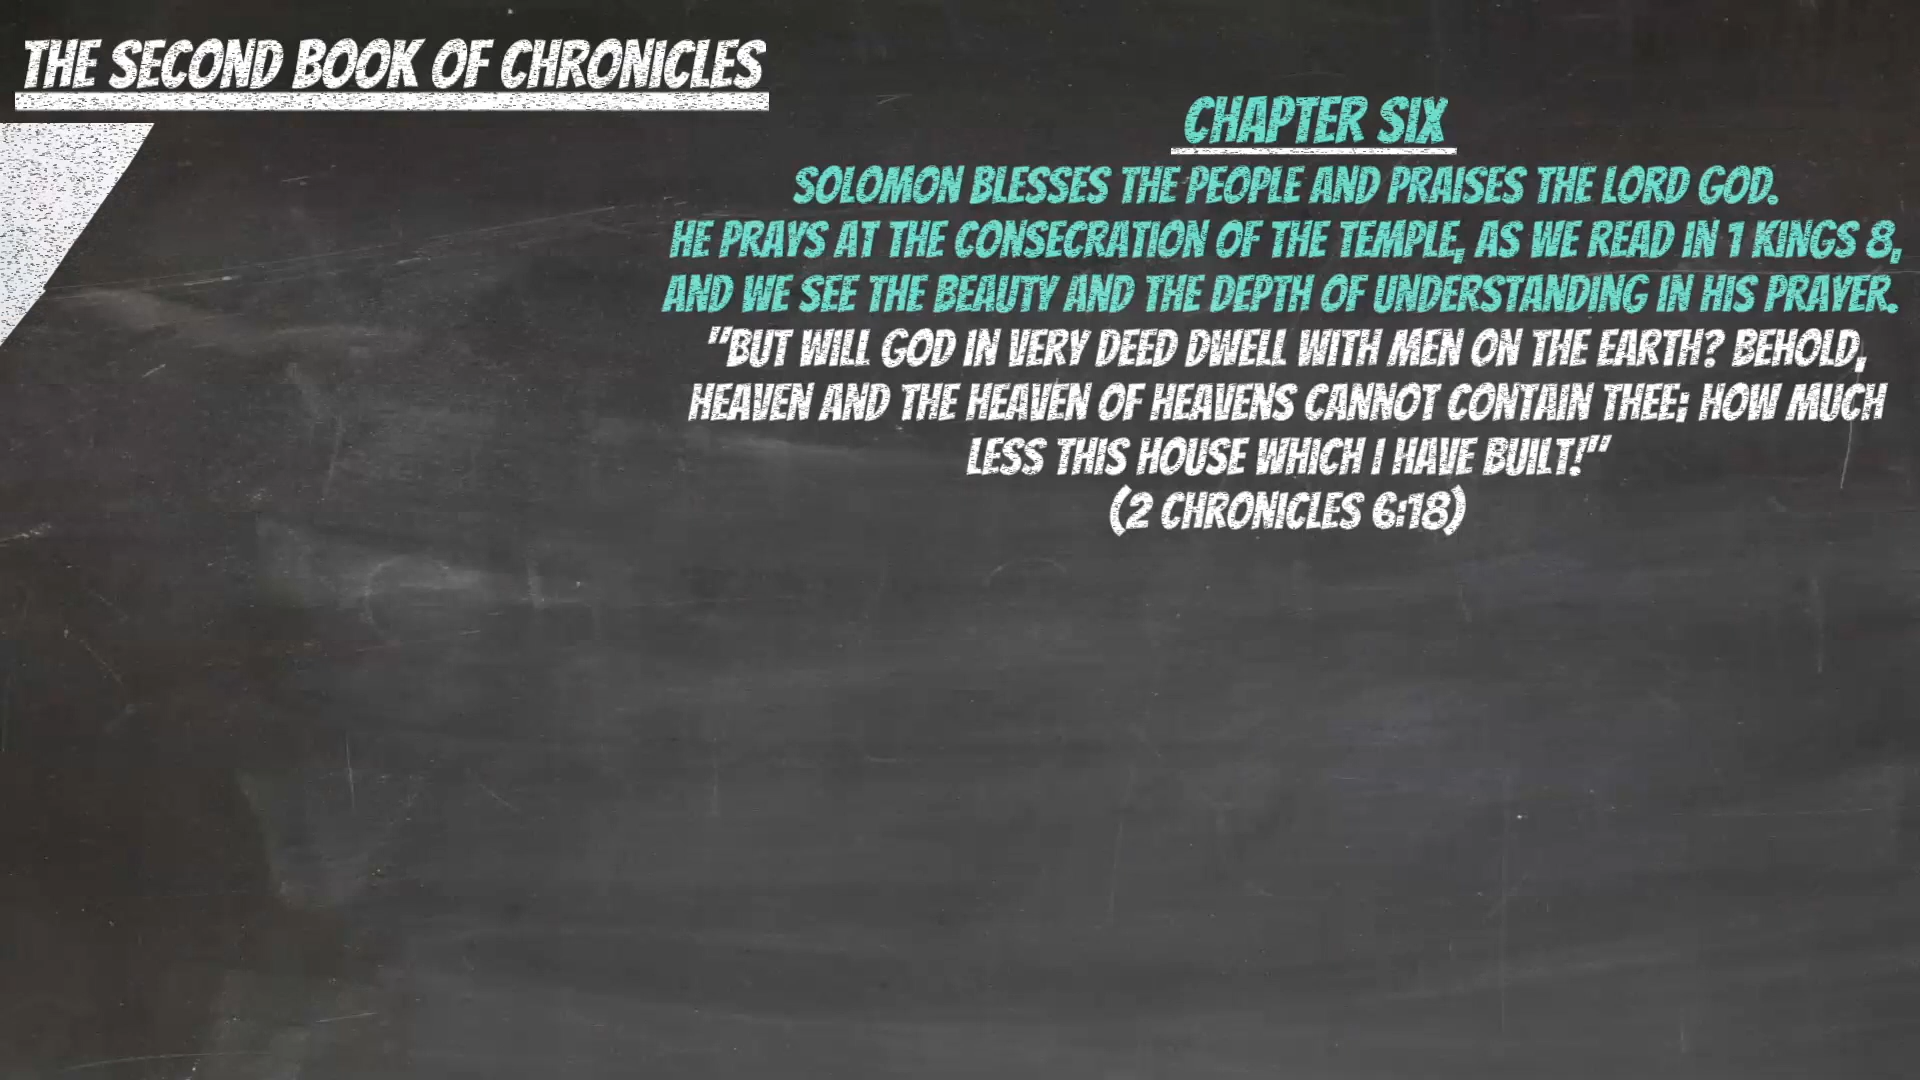 THE SECOND BOOK OF CHRONICLES
CHAPTER SIX
SOLOMON BLESSES THE PEOPLE AND PRAISES THE LORD GOD.
HE PRAYS AT THE CONSECRATION OF THE TEMPLE, AS WE READ IN 1 KINGS 8,
AND WE SEE THE BEAUTY AND THE DEPTH OF UNDERSTANDING IN HIS PRAYER.
"BUT WILL GOD IN VERY DEED DWELL WITH MEN ON THE EARTH? BEHOLD,
HEAVEN AND THE HEAVEN OF HEAVENS CANNOT CONTAIN THEE; HOW MUCH
LESS THIS HOUSE WHICH I HAVE BUILT!"
(2 CHRONICLES 6:18)